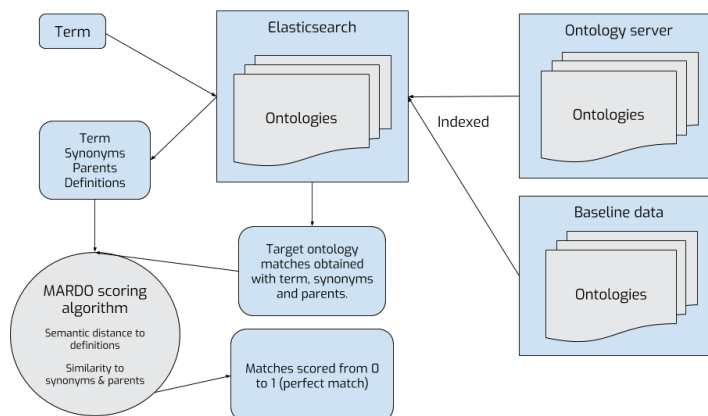 Term
Elasticsearch
Ontologies
Ontology server
Ontologies
Indexed
Term
Synonyms
Parents
Definitions
Baseline data
Ontologies
Target ontology
matches obtained
with term, synonyms
and parents.
MARDO scoring
algorithm
Semantic distance to
definitions
Similarity to
synonyms & parents
Matches scored from 0
to 1 (perfect match)